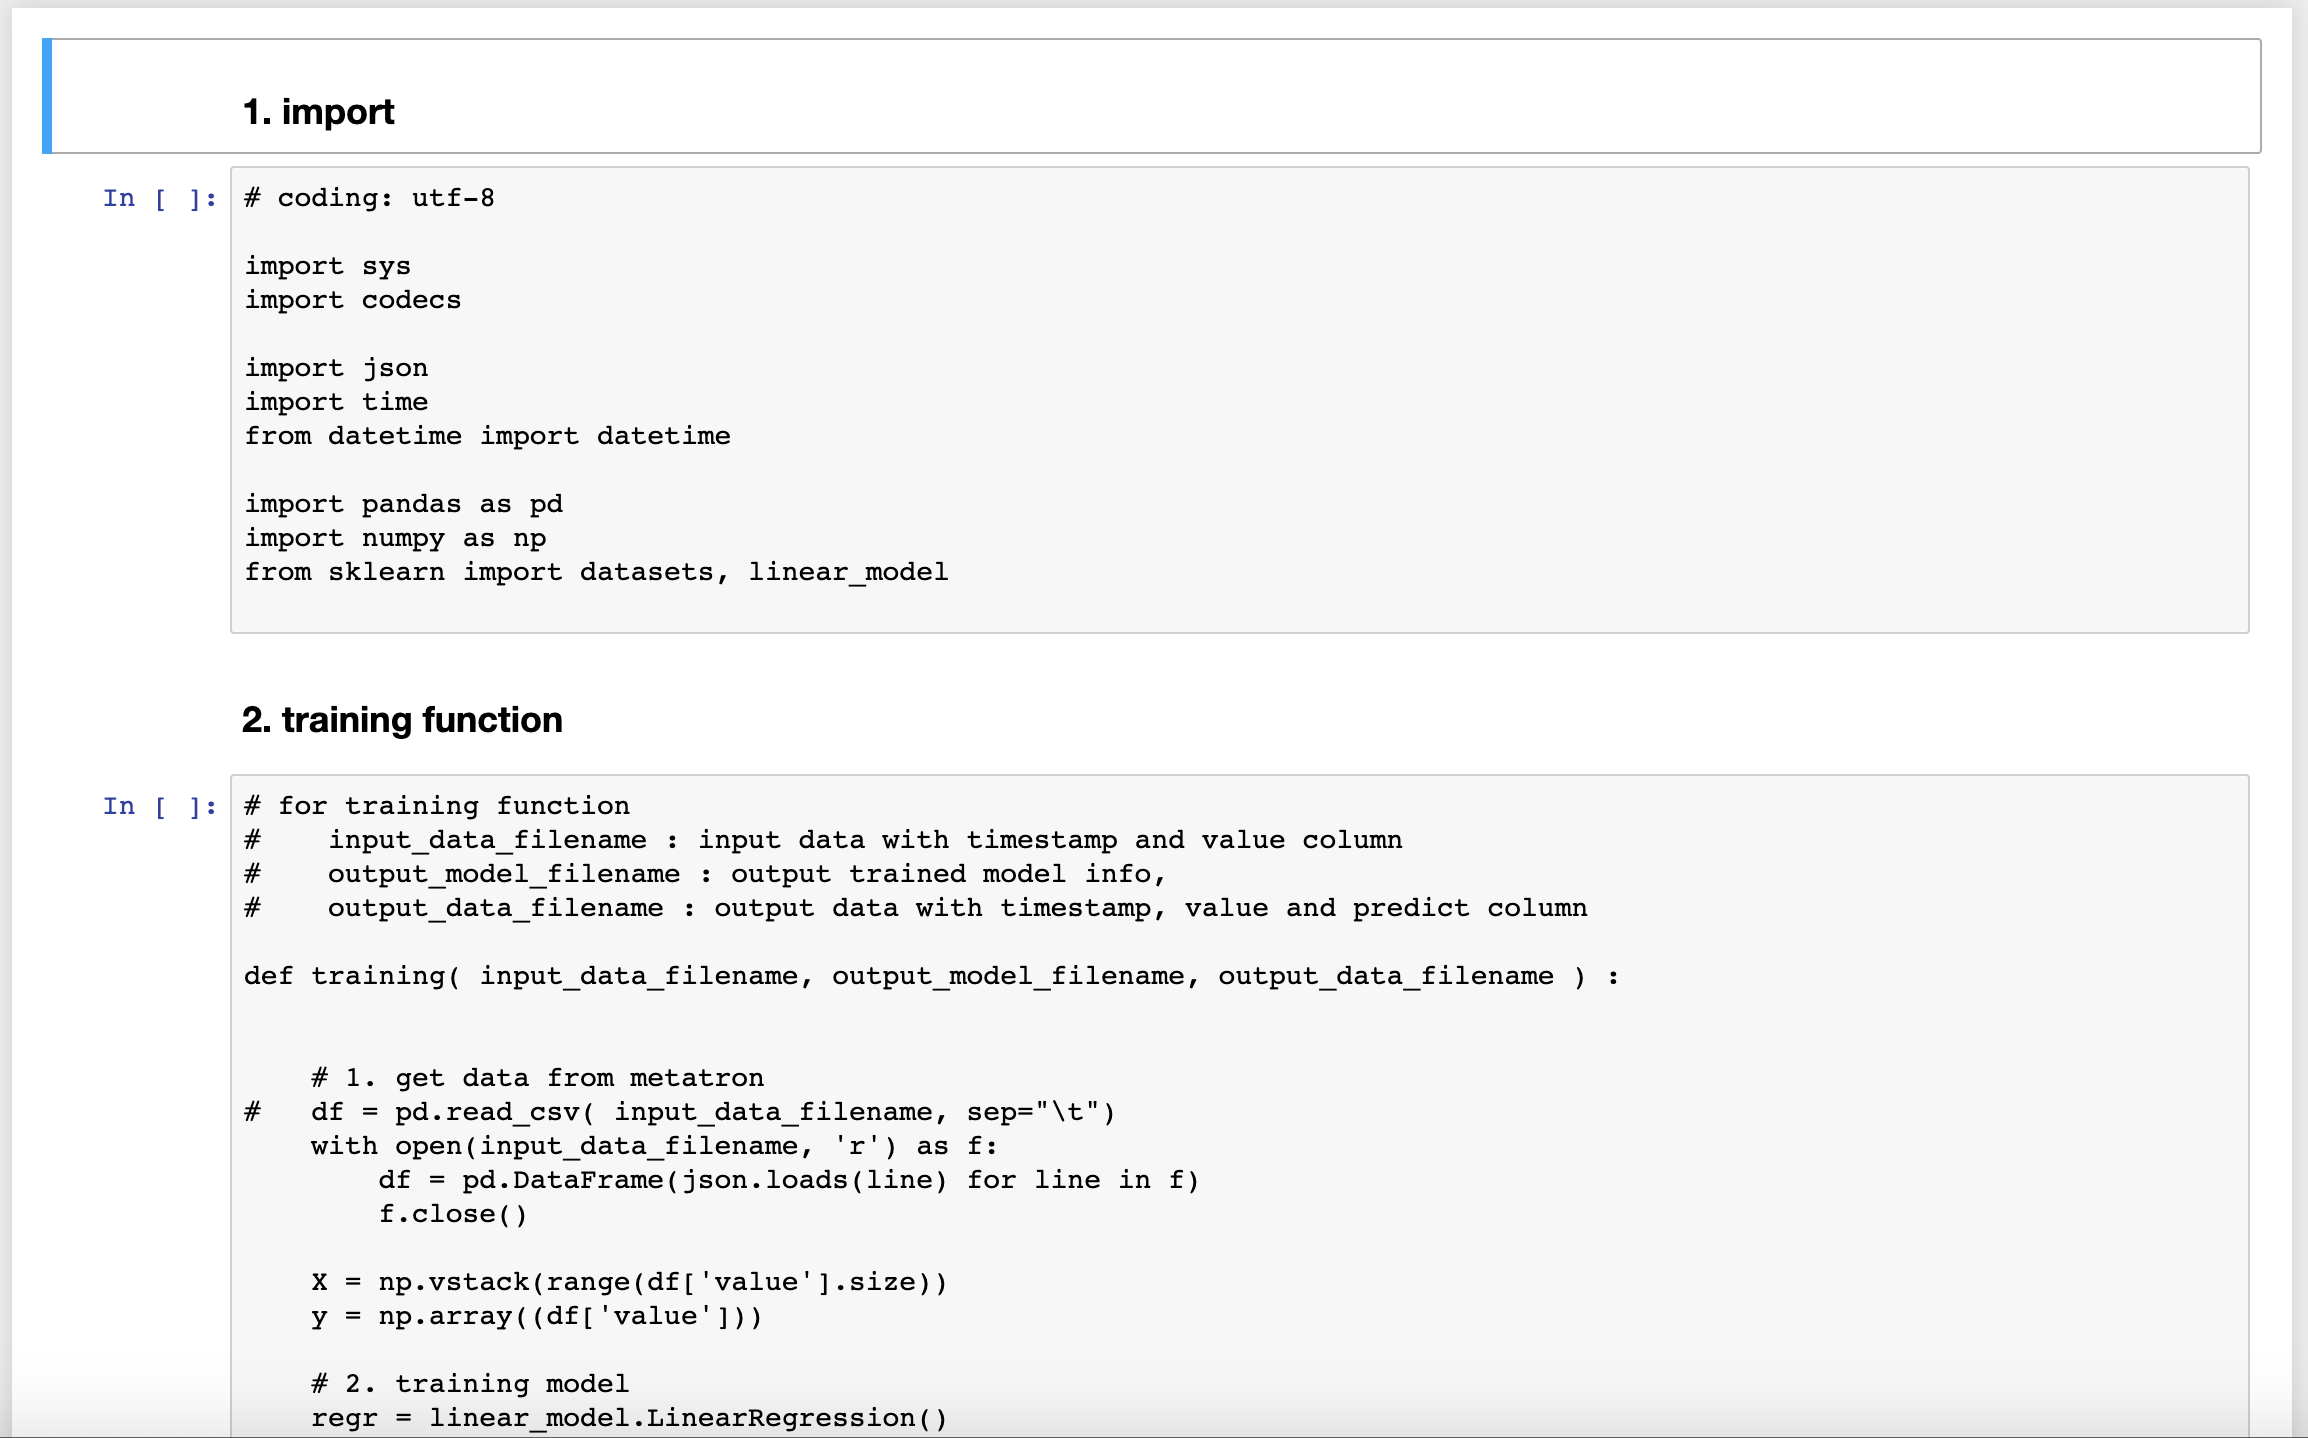 1. import
In [ ]: # coding: utf-8
import sys
import codecs
import json
import time
from datetime import datetime
import pandas as pd
import numpy as np
from sklearn import datasets, linear_model
2. training function
In [ ]: # for training function
#    input_data_filename : input data with timestamp and value column
#    output_model_filename : output trained model info,
#    output_data_filename : output data with timestamp, value and predict column
def training( input_data_filename, output_model_filename, output_data_filename ) :
    # 1. get data from metatron
#   df = pd.read_csv( input_data_filename, sep="\t")
    with open(input_data_filename, 'r') as f:
        df = pd.DataFrame(json.loads(line) for line in f)
        f.close()
    X = np.vstack(range(df['value'].size))
    y = np.array((df['value']))
    # 2. training model
    regr = linear_model.LinearRegression()